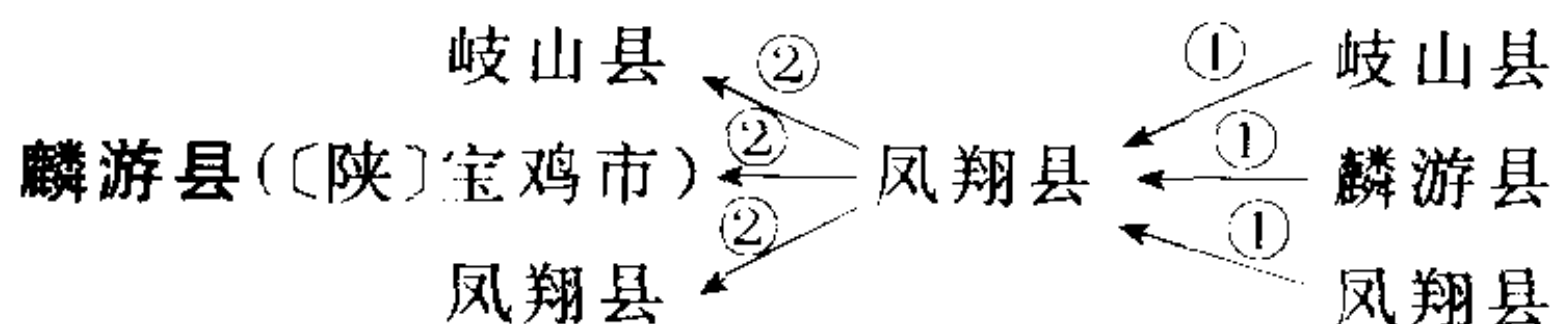 岐山县 ② ① 岐山县
麟游县(〔陕〕宝鸡市) ② 凤翔县 ① 麟游县
凤翔县 ② ① 凤翔县